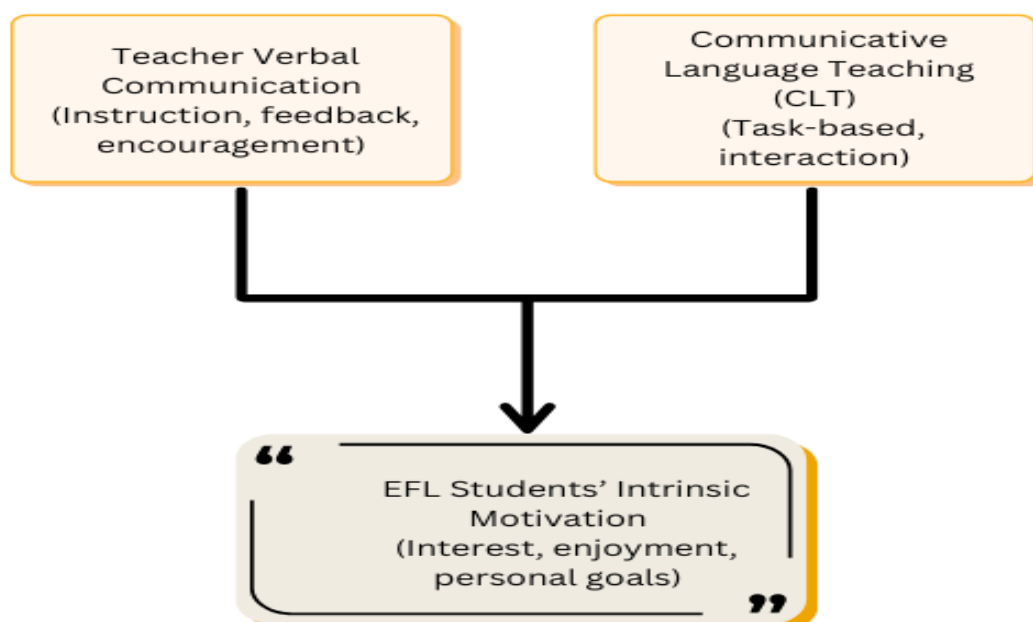 Teacher Verbal
Communication
(Instruction, feedback,
encouragement)
Communicative
Language Teaching
(CLT)
(Task-based,
interaction)
“
EFL Students’ Intrinsic
Motivation
(Interest, enjoyment,
personal goals)
”